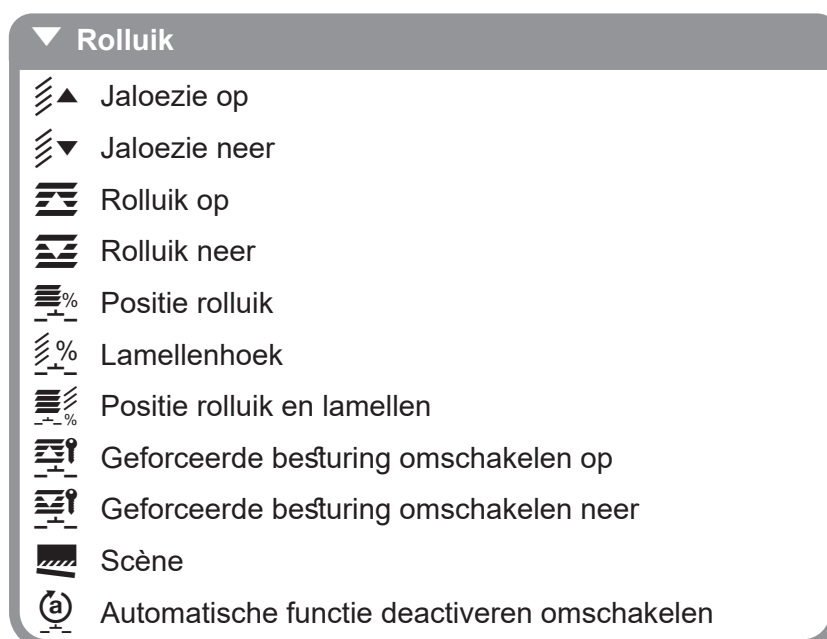 Rolluik
Jaloezie op
Jaloezie neer
Rolluik op
Rolluik neer
% Positie rolluik
% Lamellenhoek
% Positie rolluik en lamellen
Geforceerde besturing omschakelen op
Geforceerde besturing omschakelen neer
Scène
a Automatische functie deactiveren omschakelen